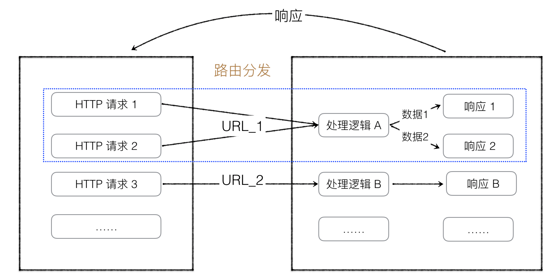 响应
路由分发
HTTP 请求 1
URL_1
处理逻辑 A
数据1
响应 1
HTTP 请求 2
数据2
响应 2
HTTP 请求 3
URL_2
处理逻辑 B
响应 B
......
......
......